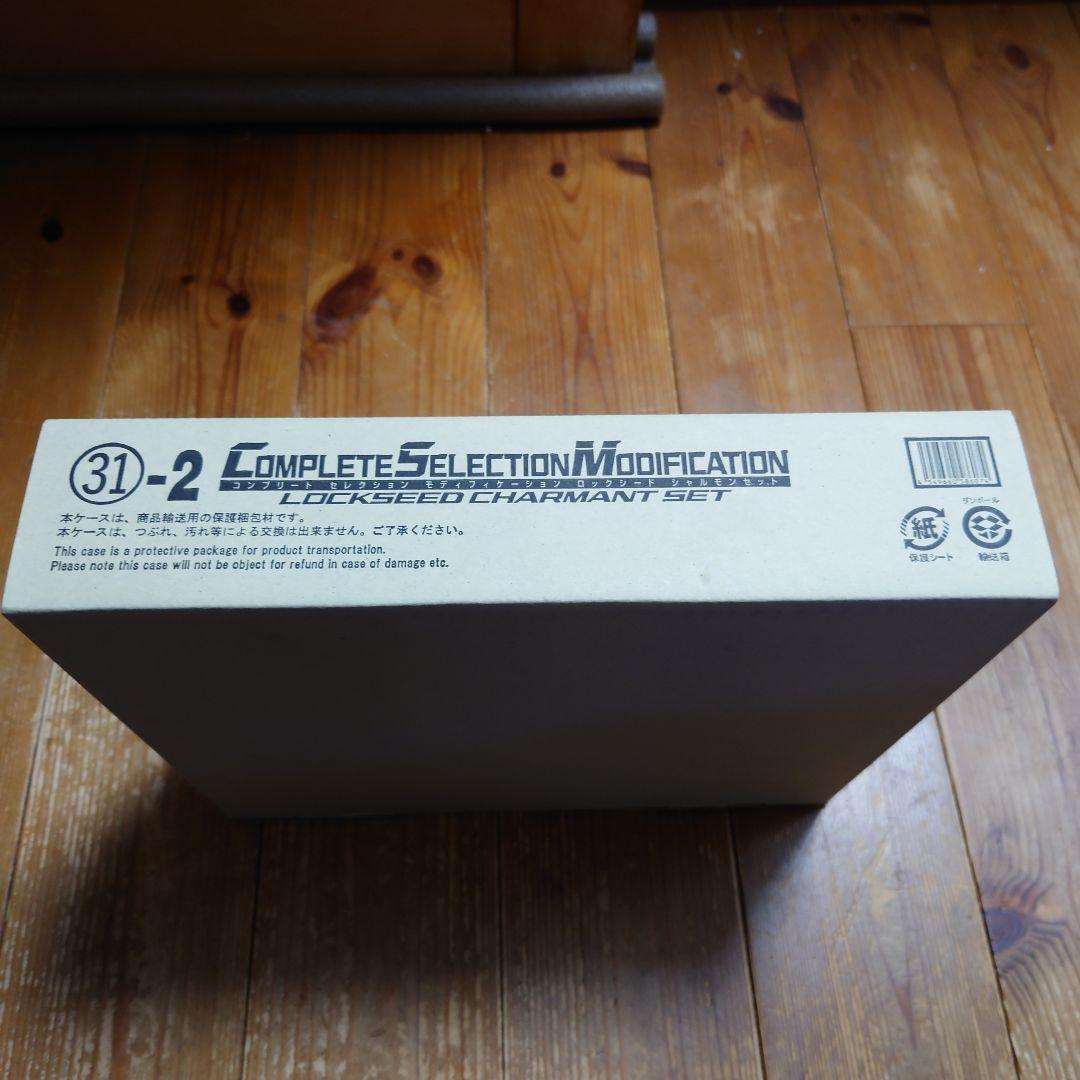 31-2 COMPLETE SELECTION MODIFICATION
コンプリート セレクション モディフィケーション ロックシード シャルモンセット
LOCKSEED CHARMANT SET
本ケースは、商品輸送用の保護梱包材です。
本ケースは、つぶれ、汚れ等による交換は出来ません。ご了承ください。
This case is a protective package for product transportation.
Please note this case will not be object for refund in case of damage etc.
紙
保護シート
ダンボール
輸送箱